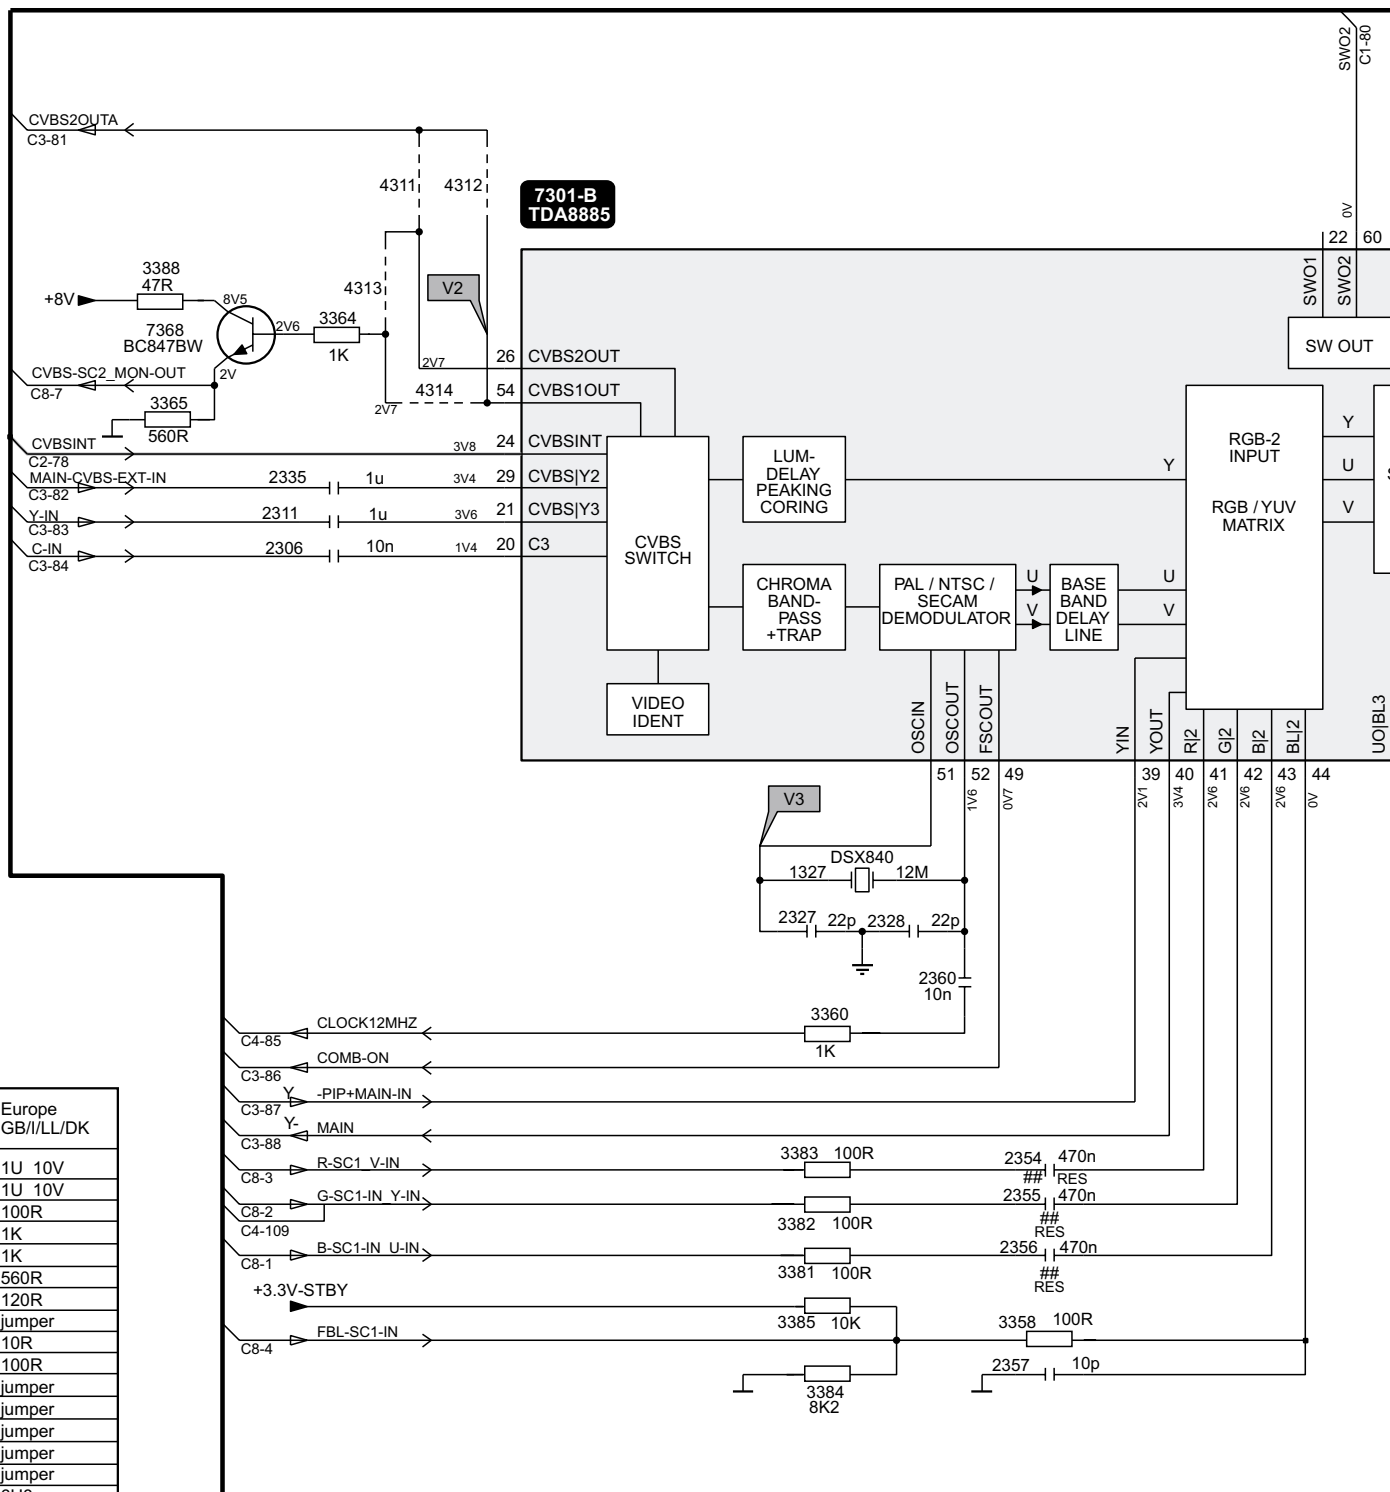 SWO2
C1-80
CVBS2OUTA
C3-81
4311
4312
7301-B
TDA8885
0V
22
60
SWO1
SWO2
SW OUT
3388
47R
+8V
8V5
4313
V2
7368
BC847BW
2V6
3364
1K
2V7
26
CVBS2OUT
CVBS-SC2_MON-OUT
C8-7
2V
4314
2V7
54
CVBS1OUT
3365
560R
CVBSINT
C2-78
3V8
24
CVBSINT
MAIN-CVBS-EXT-IN
C3-82
2335
1u
3V4
29
CVBS|Y2
Y-IN
C3-83
2311
1u
3V6
21
CVBS|Y3
C-IN
C3-84
2306
10n
1V4
20
C3
CVBS
SWITCH
LUM-
DELAY
PEAKING
CORING
Y
RGB-2
INPUT
RGB / YUV
MATRIX
Y
U
V
S
CHROMA
BAND-
PASS
+TRAP
PAL / NTSC /
SECAM
DEMODULATOR
U
V
BASE
BAND
DELAY
LINE
U
V
VIDEO
IDENT
OSCIN
OSCOUT
FSCOUT
YIN
YOUT
R|2
G|2
B|2
BL|2
UO|BL3
51
52
49
39
40
41
42
43
44
1V6
0V7
2V1
3V4
2V6
2V6
2V6
0V
V3
DSX840
1327
12M
2327
22p
2328
22p
2360
10n
CLOCK12MHZ
C4-85
3360
1K
COMB-ON
C3-86
Y
-PIP+MAIN-IN
C3-87
Y-
MAIN
C3-88
R-SC1_V-IN
C8-3
3383
100R
2354
470n
##
RES
G-SC1-IN_Y-IN
C8-2
C4-109
3382
100R
2355
470n
##
RES
B-SC1-IN_U-IN
C8-1
3381
100R
2356
470n
##
RES
+3.3V-STBY
3385
10K
FBL-SC1-IN
C8-4
3358
100R
3384
8K2
2357
10p
Europe
GB/I/LL/DK
1U 10V
1U 10V
100R
1K
1K
560R
120R
jumper
10R
100R
jumper
jumper
jumper
jumper
jumper